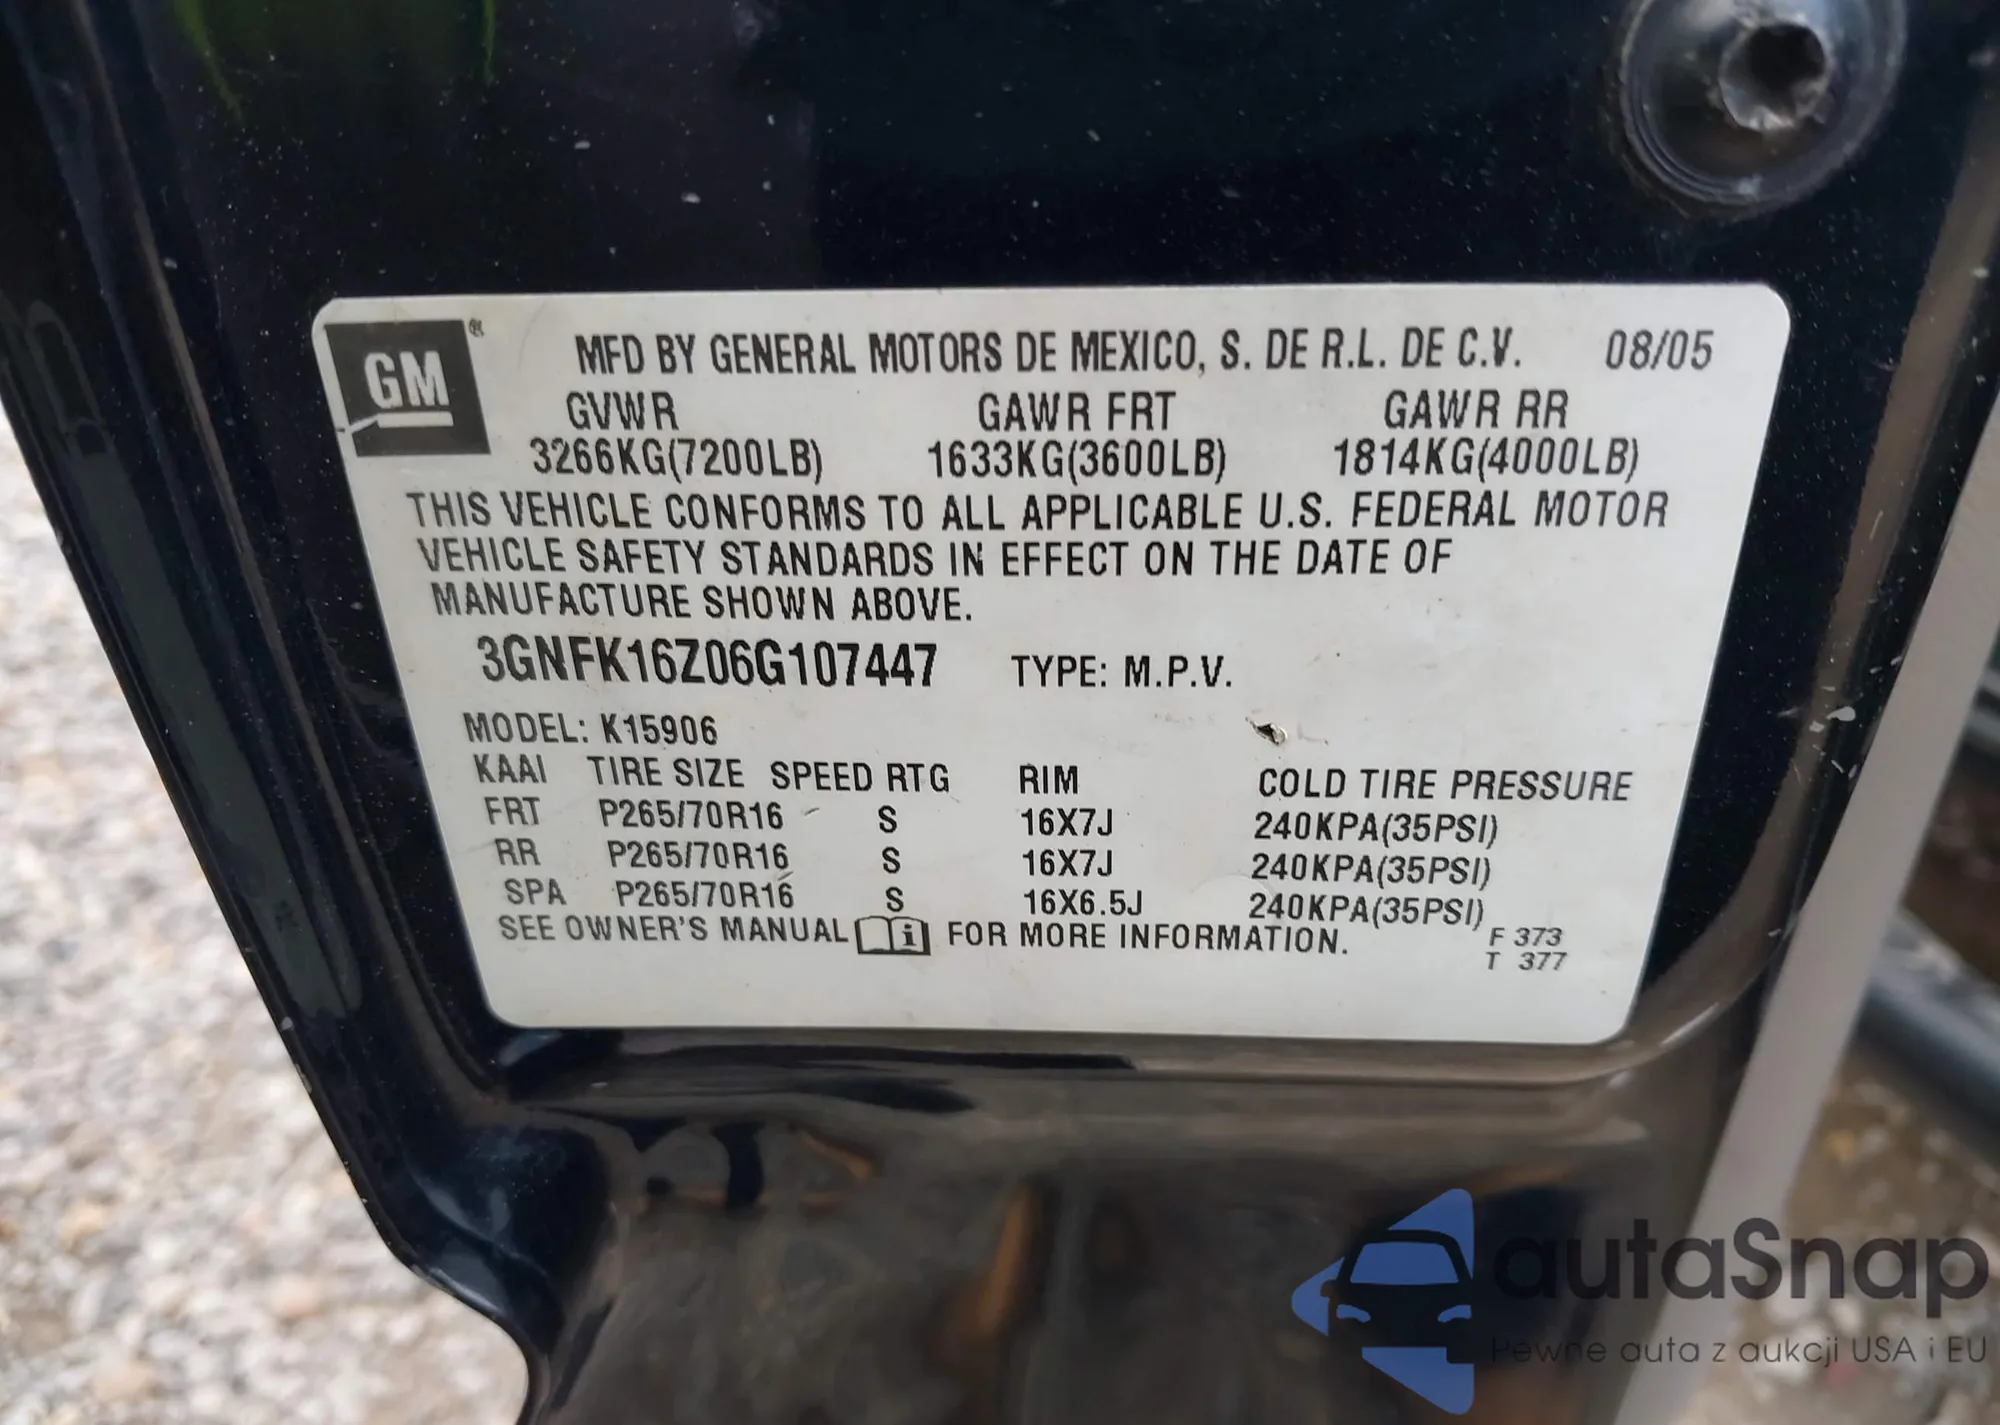 GM ®
MFD BY GENERAL MOTORS DE MEXICO, S. DE R.L. DE C.V. 08/05
GVWR GAWR FRT GAWR RR
3266KG(7200LB) 1633KG(3600LB) 1814KG(4000LB)
THIS VEHICLE CONFORMS TO ALL APPLICABLE U.S. FEDERAL MOTOR
VEHICLE SAFETY STANDARDS IN EFFECT ON THE DATE OF
MANUFACTURE SHOWN ABOVE.
3GNFK16Z06G107447 TYPE: M.P.V.
MODEL: K15906
KAAI TIRE SIZE SPEED RTG RIM COLD TIRE PRESSURE
FRT P265/70R16 S 16X7J 240KPA(35PSI)
RR P265/70R16 S 16X7J 240KPA(35PSI)
SPA P265/70R16 S 16X6.5J 240KPA(35PSI)
SEE OWNER'S MANUAL i FOR MORE INFORMATION.
F 373
T 377
autaSnap
Pewne auta z aukcji USA i EU